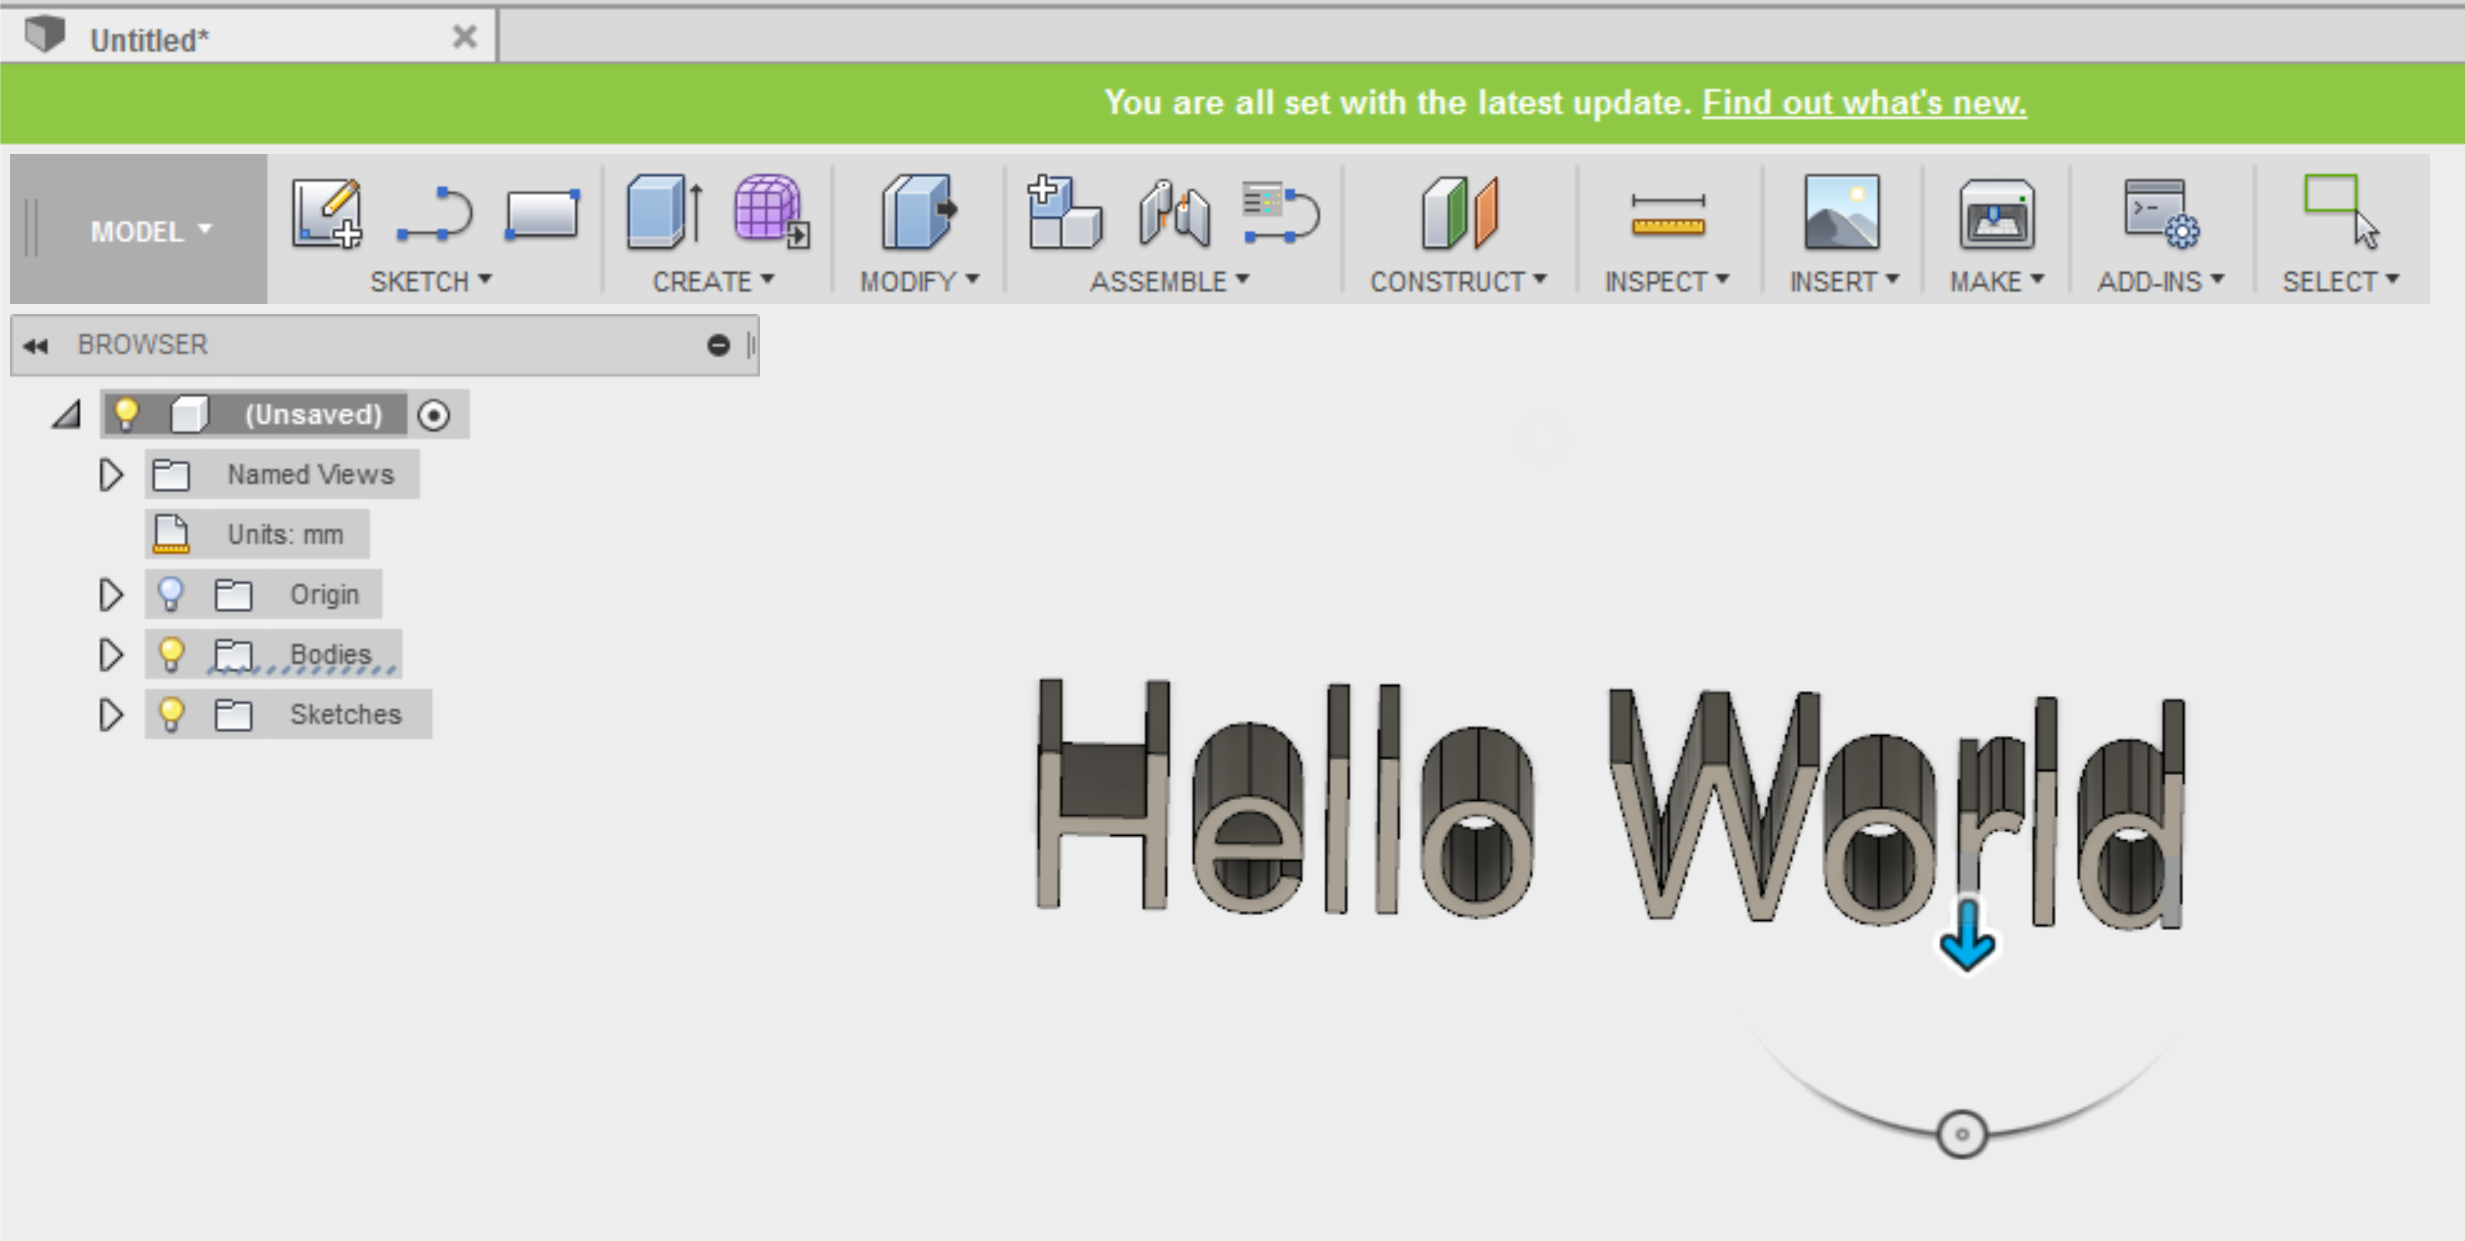 Untitled*
You are all set with the latest update. Find out what's new.
MODEL
SKETCH CREATE MODIFY ASSEMBLE CONSTRUCT INSPECT INSERT MAKE ADD-INS SELECT
BROWSER
(Unsaved)
Named Views
Units: mm
Origin
Bodies
Sketches
Hello World